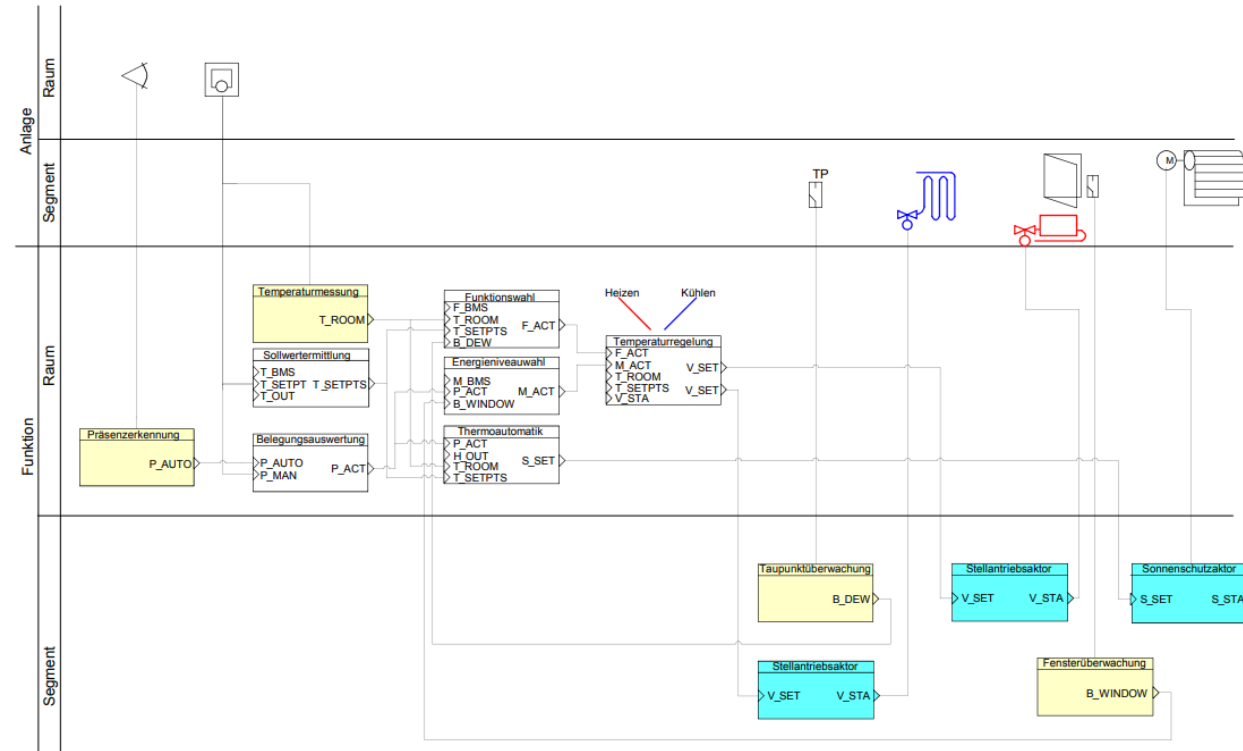 Anlage
Raum
Segment
TP
M
Funktion
Raum
Temperaturmessung
T_ROOM
Sollwertermittlung
T_BMS
T_SETPT T_SETPTS
T_OUT
Präsenzerkennung
P_AUTO
Belegungsauswertung
P_AUTO
P_MAN
P_ACT
Funktionswahl
F_BMS
T_ROOM
T_SETPTS
B_DEW
F_ACT
Energieniveauwahl
M_BMS
P_ACT
B_WINDOW
M_ACT
Thermoautomatik
P_ACT
H_OUT
T_ROOM
T_SETPTS
S_SET
Heizen
Kühlen
Temperaturregelung
F_ACT
M_ACT
T_ROOM
T_SETPTS
V_STA
V_SET
V_SET
Segment
Taupunktüberwachung
B_DEW
Stellantriebsaktor
V_SET V_STA
Sonnenschutzaktor
S_SET S_STA
Stellantriebsaktor
V_SET V_STA
Fensterüberwachung
B_WINDOW